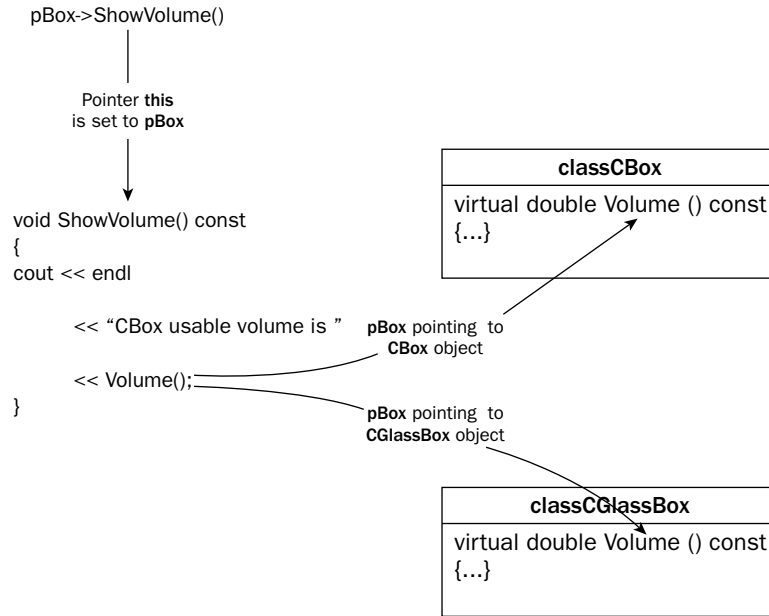 pBox->ShowVolume()
Pointer this
is set to pBox
void ShowVolume() const
{
cout << endl
<< “CBox usable volume is ”
<< Volume();
}
pBox pointing to
CBox object
pBox pointing to
CGlassBox object
classCBox
virtual double Volume () const
{...}
classCGlassBox
virtual double Volume () const
{...}